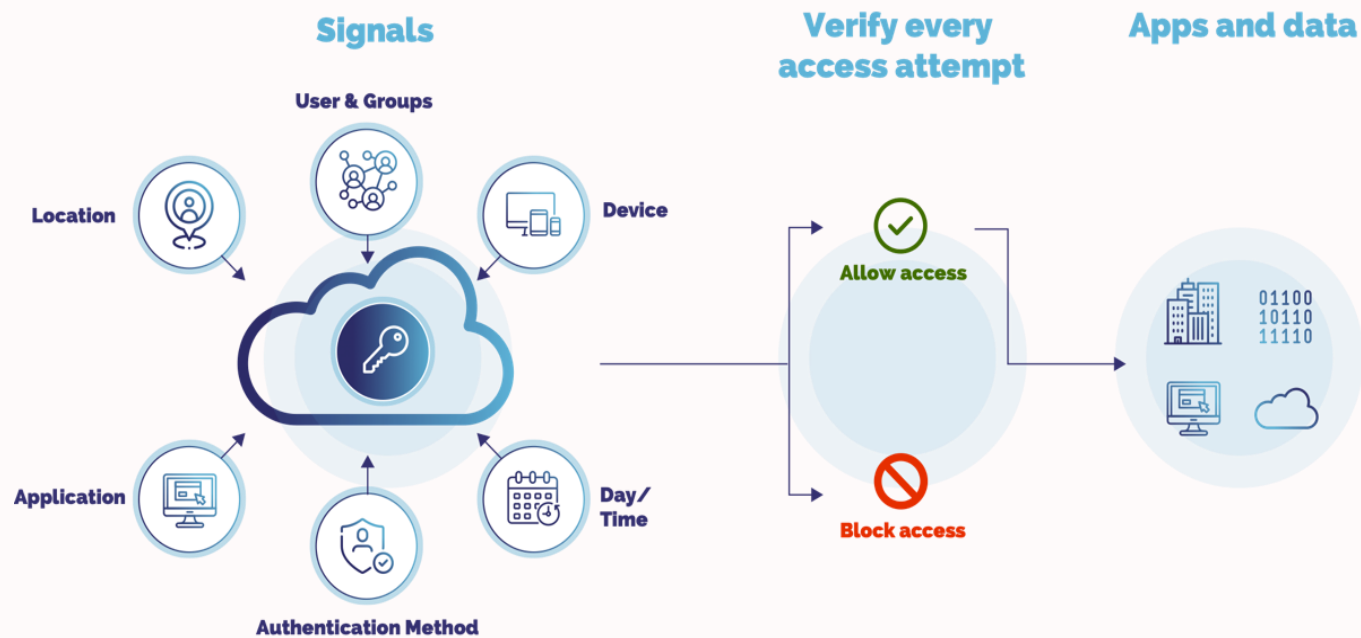 Signals
Verify every
access attempt
Apps and data
User & Groups
Location
Device
Allow access
01100
10110
11110
Application
Day/
Time
Block access
Authentication Method